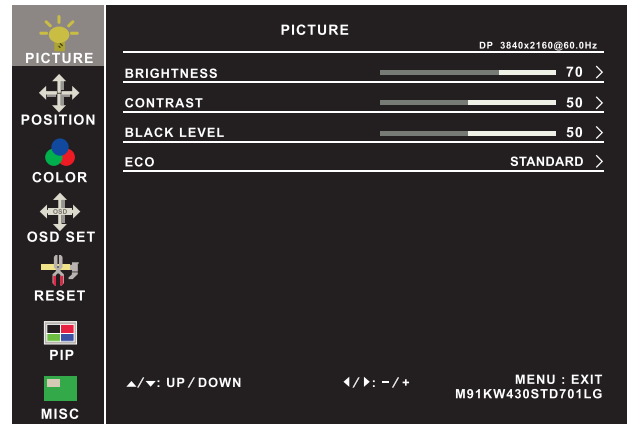 PICTURE
DP 3840x2160@60.0Hz
PICTURE
BRIGHTNESS 70
CONTRAST 50
POSITION
BLACK LEVEL 50
ECO STANDARD
COLOR
OSD
OSD SET
RESET
PIP
▲/▼: UP / DOWN ◀/▶: - / + MENU : EXIT
M91KW430STD701LG
MISC